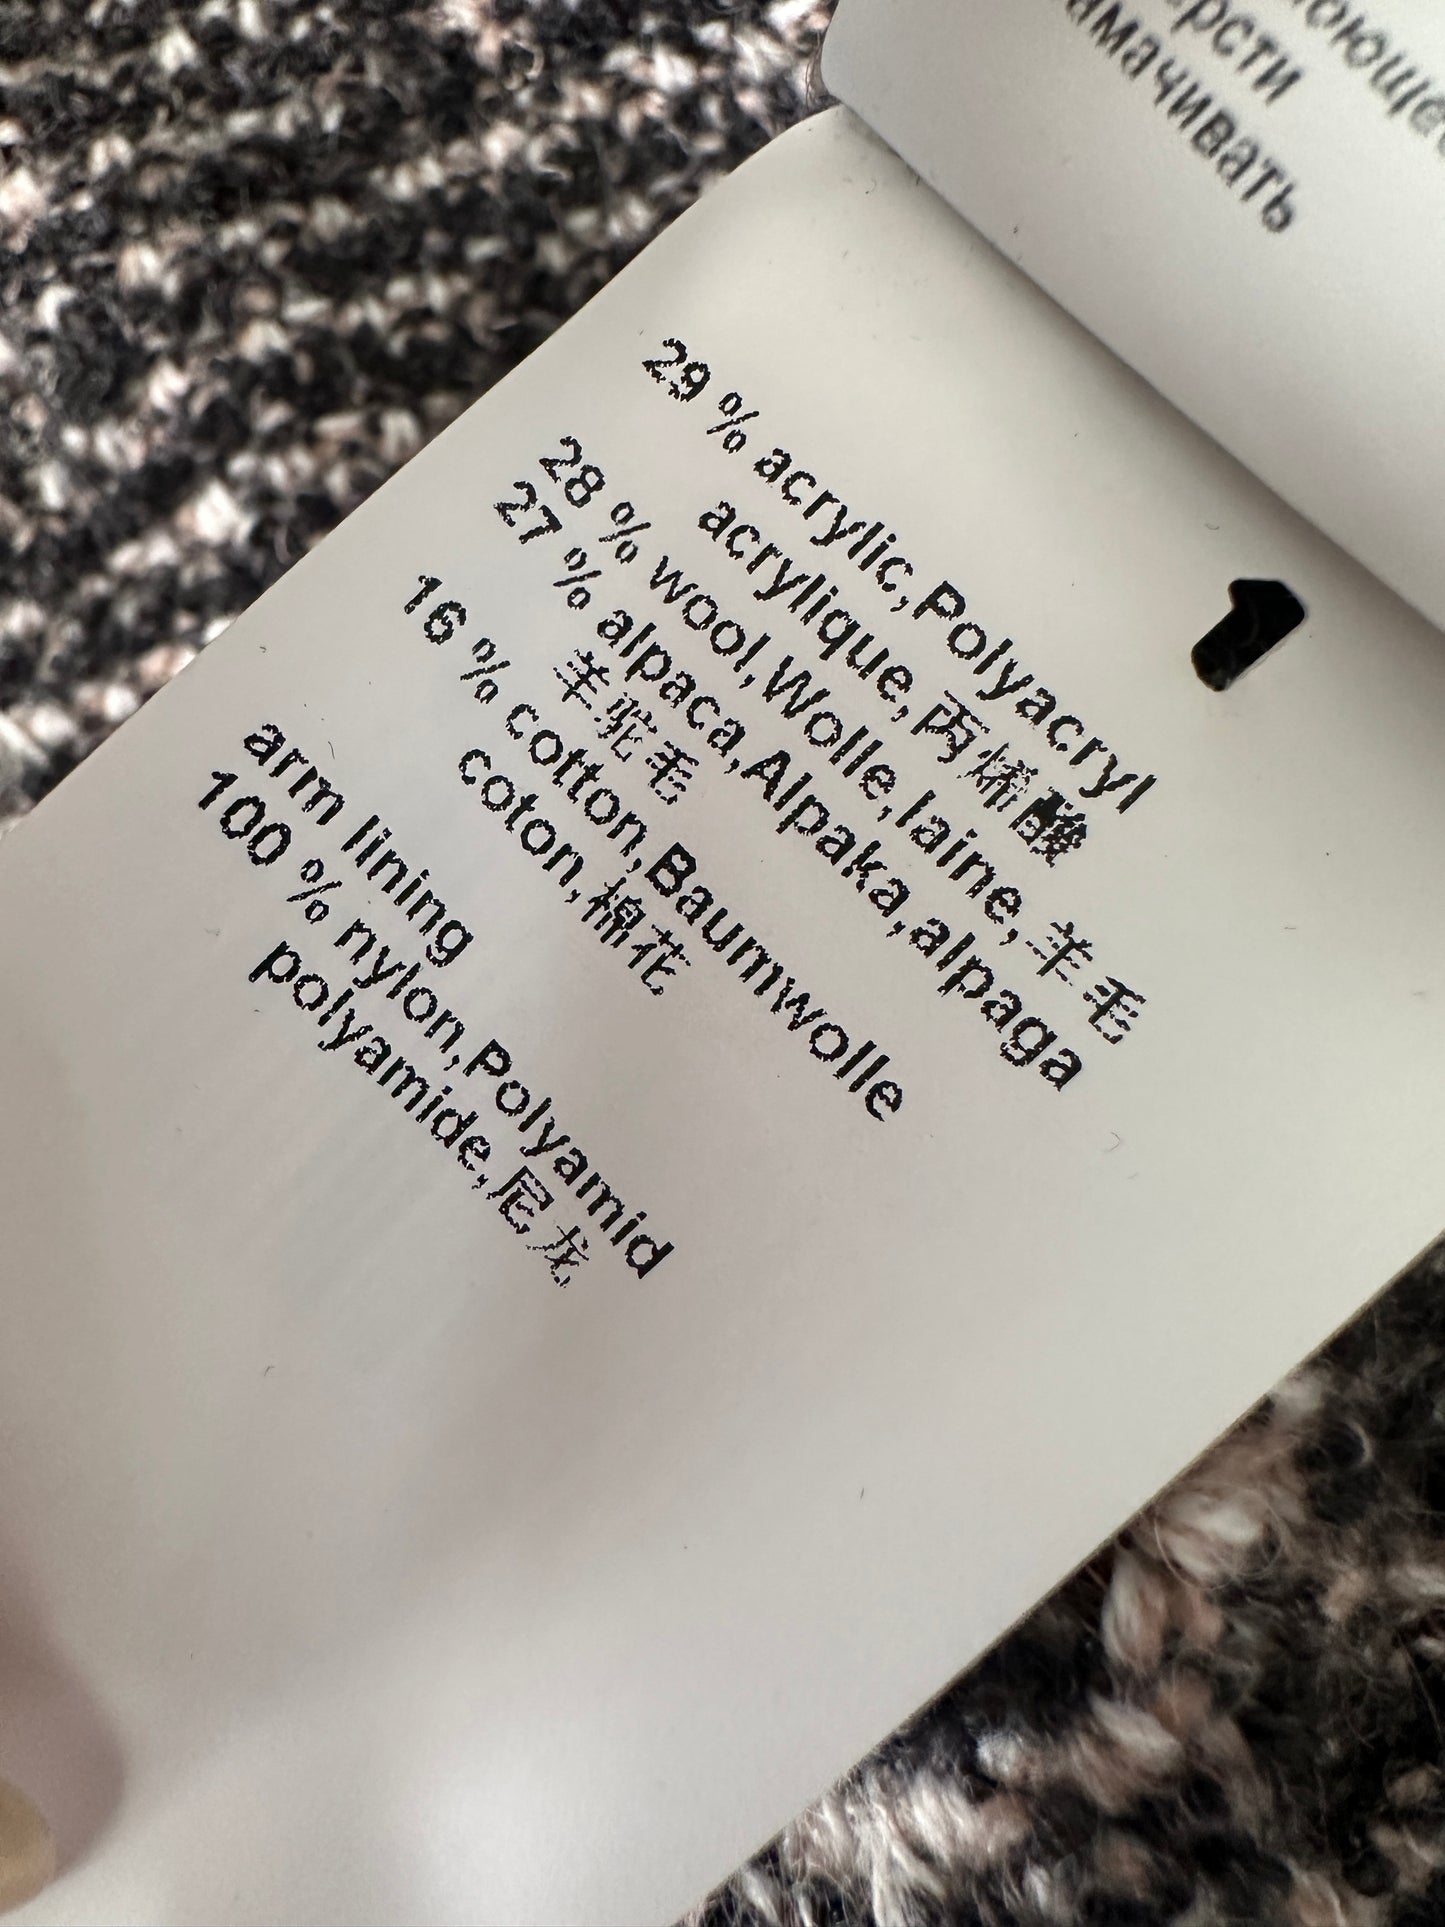 29 % acrylic,Polyacryl
acrylique,丙烯酸
28 % wool,Wolle,laine,羊毛
27 % alpaca,Alpaka,alpaga
羊驼毛
16 % cotton,Baumwolle
coton,棉花
arm lining
100 % nylon,Polyamid
polyamide,尼龙
1